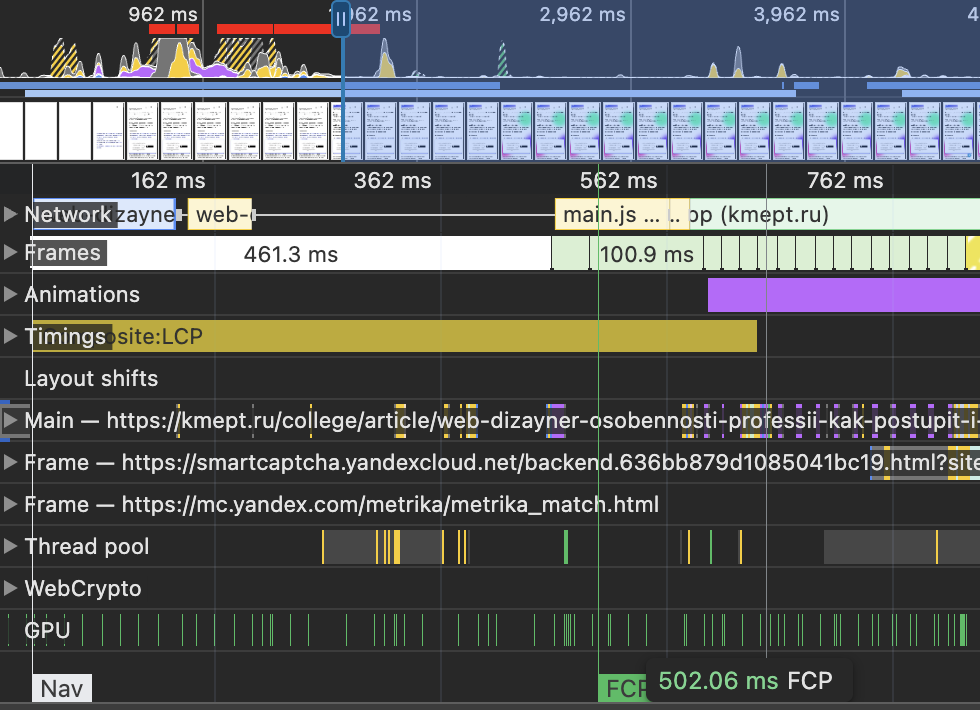 962 ms
962 ms
2,962 ms
3,962 ms
4
162 ms
362 ms
562 ms
762 ms
Network
dizayne
web-
main.js ...
..
op (kmept.ru)
Frames
461.3 ms
100.9 ms
Animations
Timings
osite:LCP
Layout shifts
Main — https://kmept.ru/college/article/web-dizayner-osobennosti-professii-kak-postupit-i-
Frame — https://smartcaptcha.yandexcloud.net/backend.636bb879d1085041bc19.html?site
Frame — https://mc.yandex.com/metrika/metrika_match.html
Thread pool
WebCrypto
GPU
Nav
FCP
502.06 ms FCP